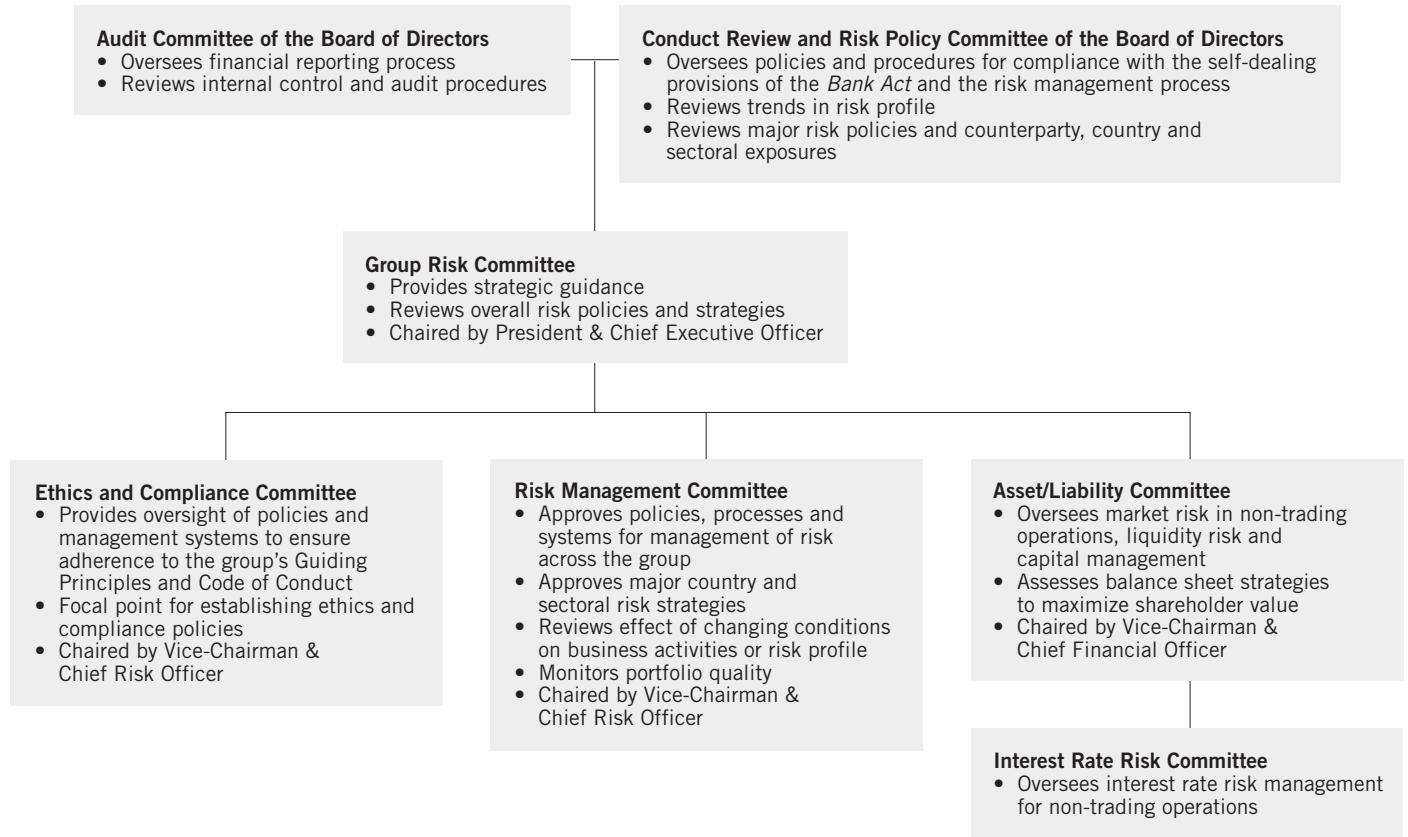 Audit Committee of the Board of Directors
• Oversees financial reporting process
• Reviews internal control and audit procedures
Conduct Review and Risk Policy Committee of the Board of Directors
• Oversees policies and procedures for compliance with the self-dealing
provisions of the Bank Act and the risk management process
• Reviews trends in risk profile
• Reviews major risk policies and counterparty, country and
sectoral exposures
Group Risk Committee
• Provides strategic guidance
• Reviews overall risk policies and strategies
• Chaired by President & Chief Executive Officer
Ethics and Compliance Committee
• Provides oversight of policies and
management systems to ensure
adherence to the group's Guiding
Principles and Code of Conduct
• Focal point for establishing ethics and
compliance policies
• Chaired by Vice-Chairman &
Chief Risk Officer
Risk Management Committee
• Approves policies, processes and
systems for management of risk
across the group
• Approves major country and
sectoral risk strategies
• Reviews effect of changing conditions
on business activities or risk profile
• Monitors portfolio quality
• Chaired by Vice-Chairman &
Chief Risk Officer
Asset/Liability Committee
• Oversees market risk in non-trading
operations, liquidity risk and
capital management
• Assesses balance sheet strategies
to maximize shareholder value
• Chaired by Vice-Chairman &
Chief Financial Officer
Interest Rate Risk Committee
• Oversees interest rate risk management
for non-trading operations